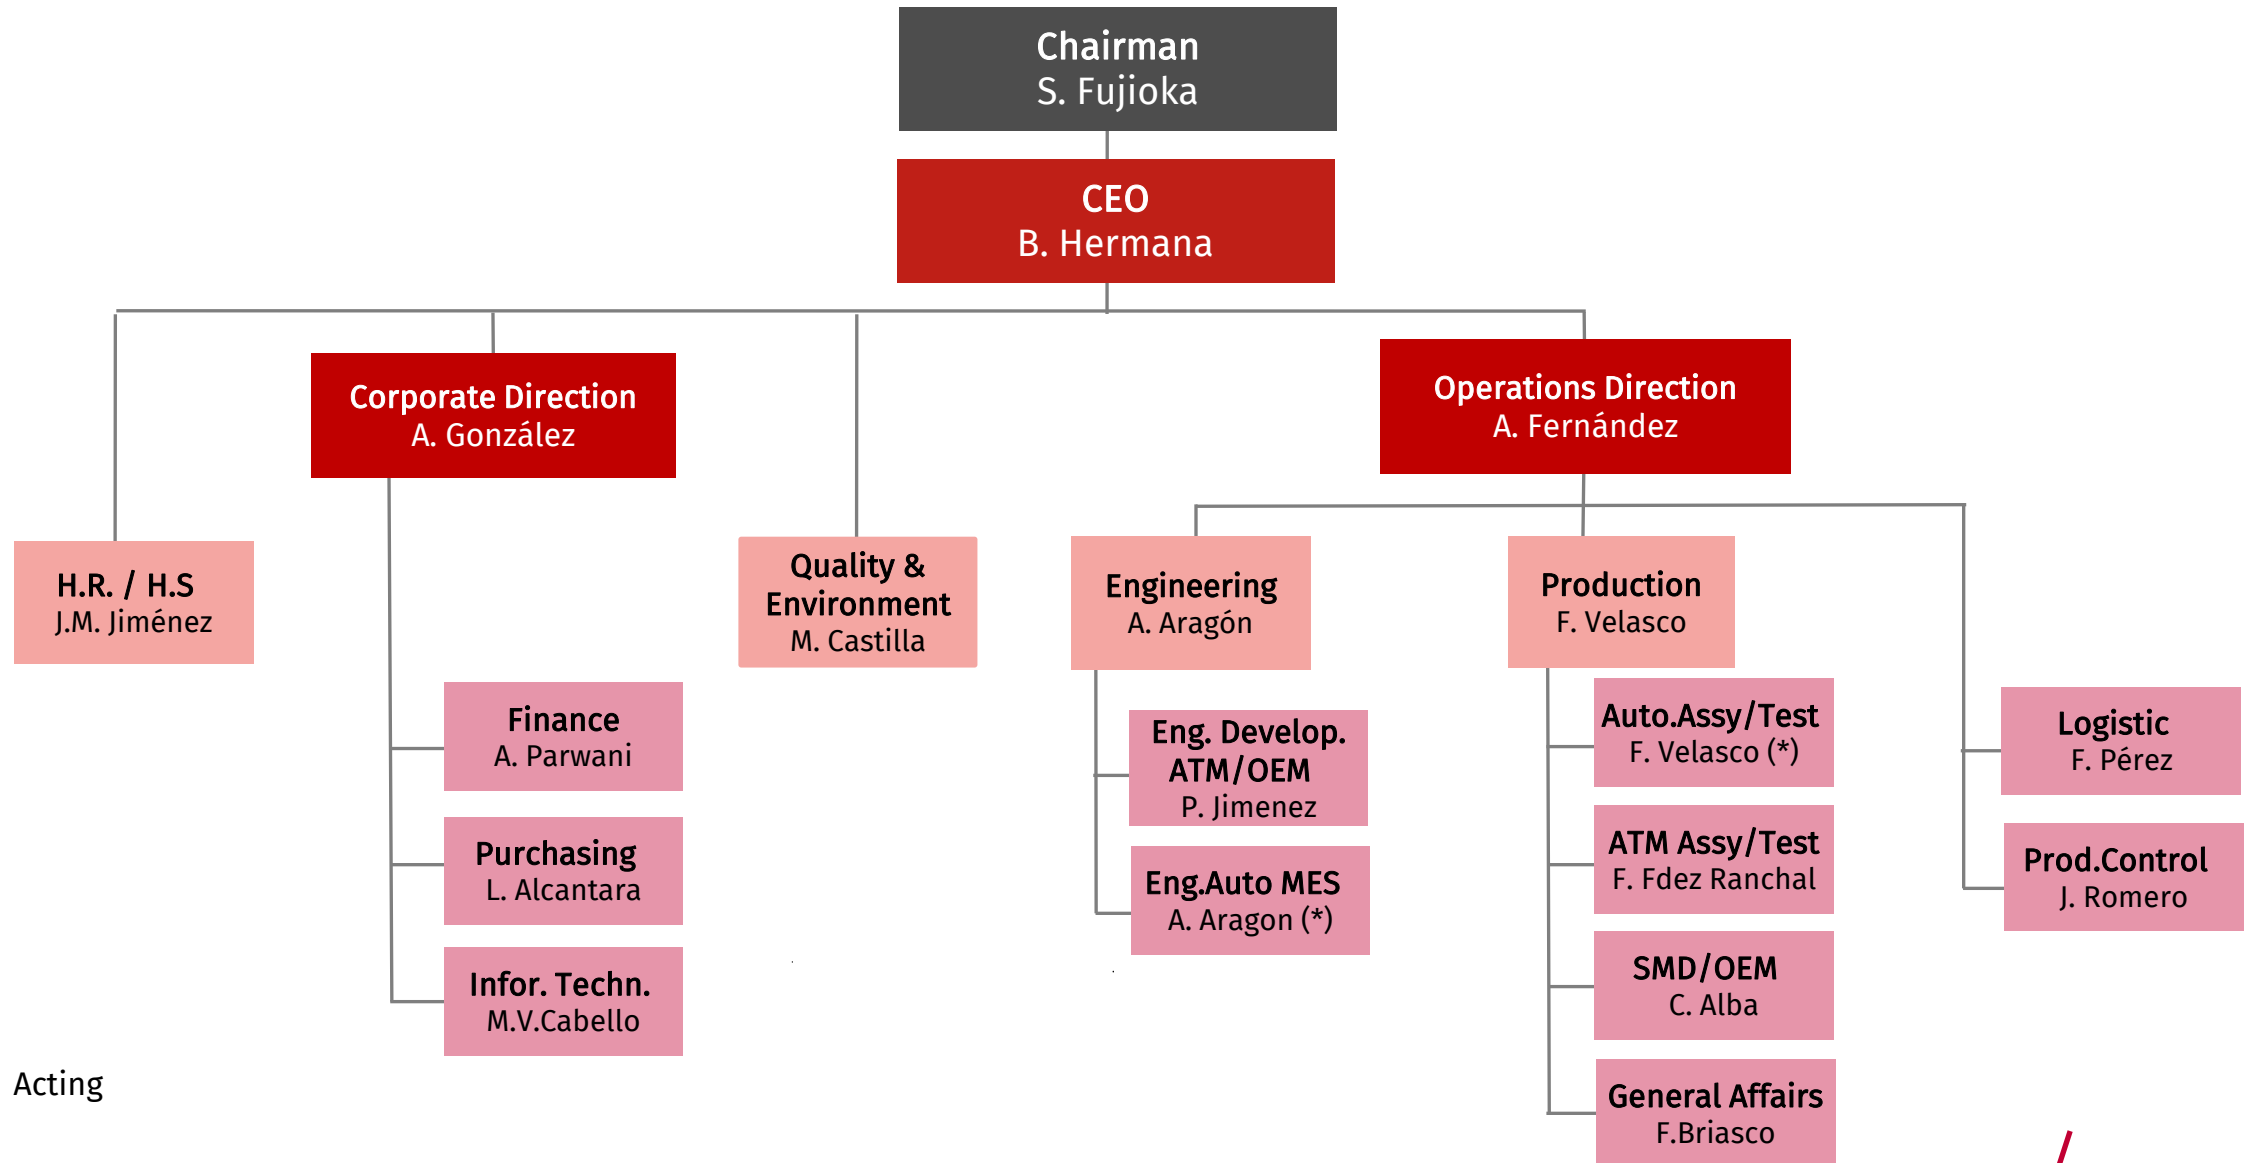 Chairman
S. Fujioka
CEO
B. Hermana
Corporate Direction
A. González
Operations Direction
A. Fernández
H.R. / H.S
J.M. Jiménez
Quality &
Environment
M. Castilla
Engineering
A. Aragón
Production
F. Velasco
Finance
A. Parwani
Purchasing
L. Alcantara
Infor. Techn.
M.V.Cabello
Eng. Develop.
ATM/OEM
P. Jimenez
Eng.Auto MES
A. Aragon (*)
Auto.Assy/Test
F. Velasco (*)
ATM Assy/Test
F. Fdez Ranchal
SMD/OEM
C. Alba
General Affairs
F.Briasco
Logistic
F. Pérez
Prod.Control
J. Romero
Acting